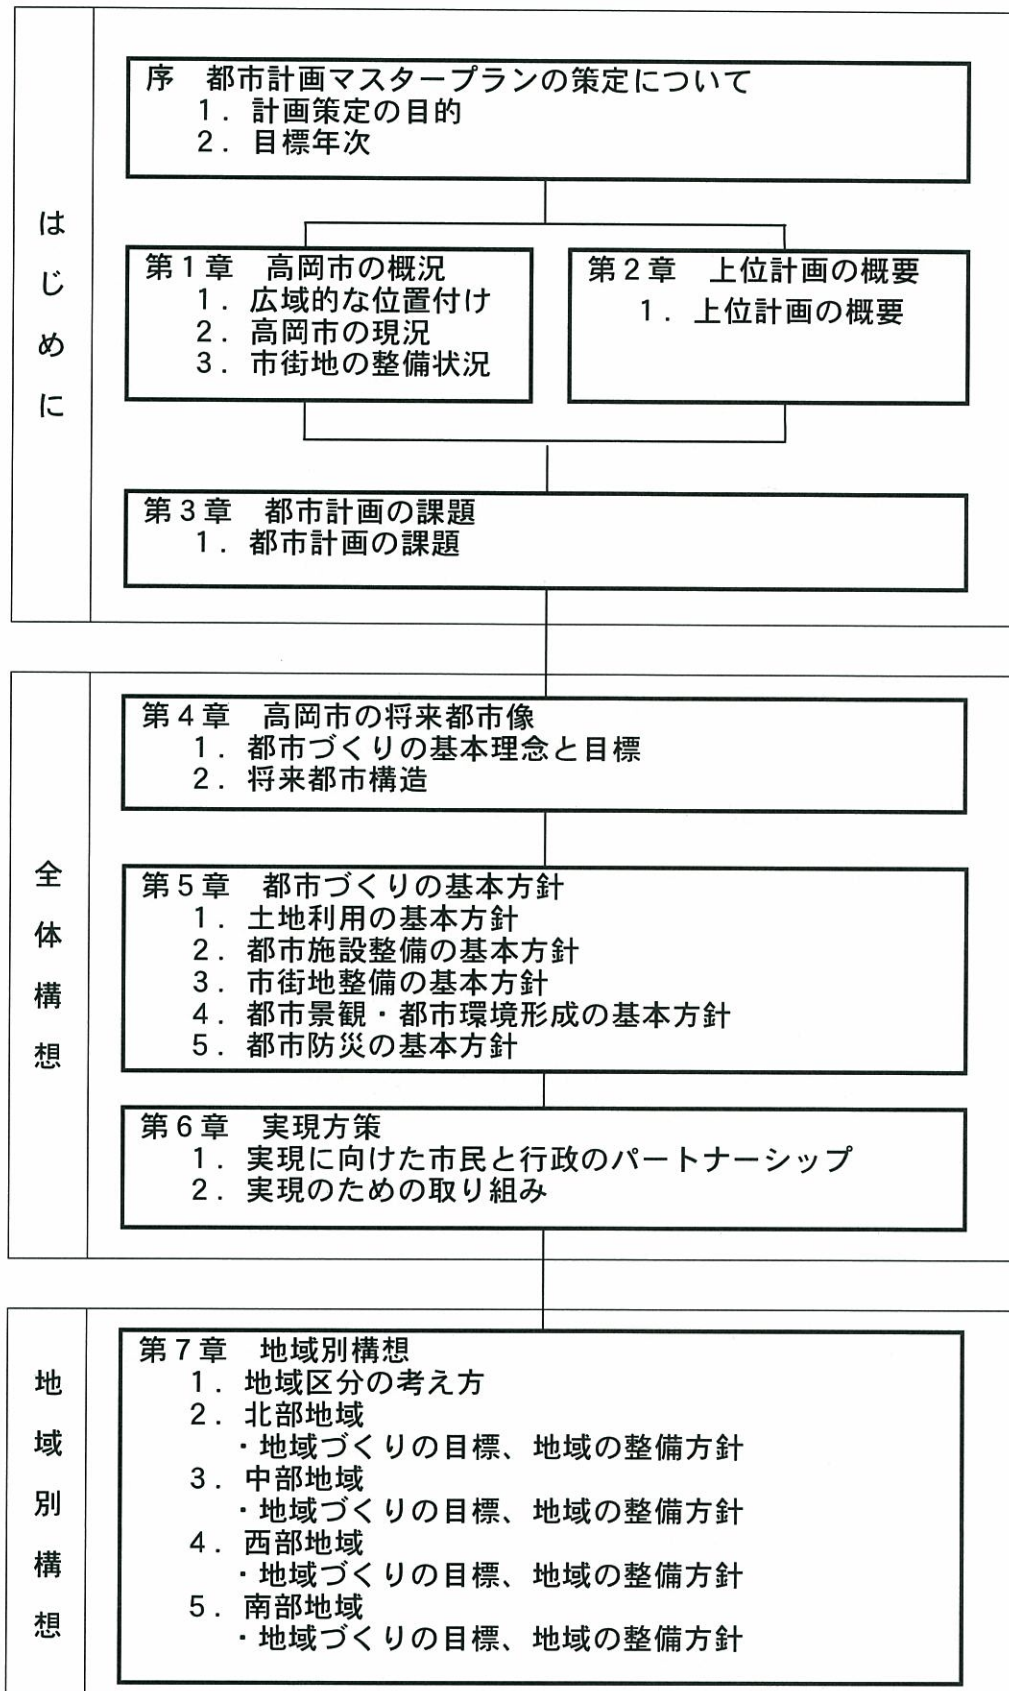 はじめに
序　都市計画マスタープランの策定について
１．計画策定の目的
２．目標年次
第１章　高岡市の概況
１．広域的な位置付け
２．高岡市の現況
３．市街地の整備状況
第２章　上位計画の概要
１．上位計画の概要
第３章　都市計画の課題
１．都市計画の課題
全体構想
第４章　高岡市の将来都市像
１．都市づくりの基本理念と目標
２．将来都市構造
第５章　都市づくりの基本方針
１．土地利用の基本方針
２．都市施設整備の基本方針
３．市街地整備の基本方針
４．都市景観・都市環境形成の基本方針
５．都市防災の基本方針
第６章　実現方策
１．実現に向けた市民と行政のパートナーシップ
２．実現のための取り組み
地域別構想
第７章　地域別構想
１．地域区分の考え方
２．北部地域
・地域づくりの目標、地域の整備方針
３．中部地域
・地域づくりの目標、地域の整備方針
４．西部地域
・地域づくりの目標、地域の整備方針
５．南部地域
・地域づくりの目標、地域の整備方針